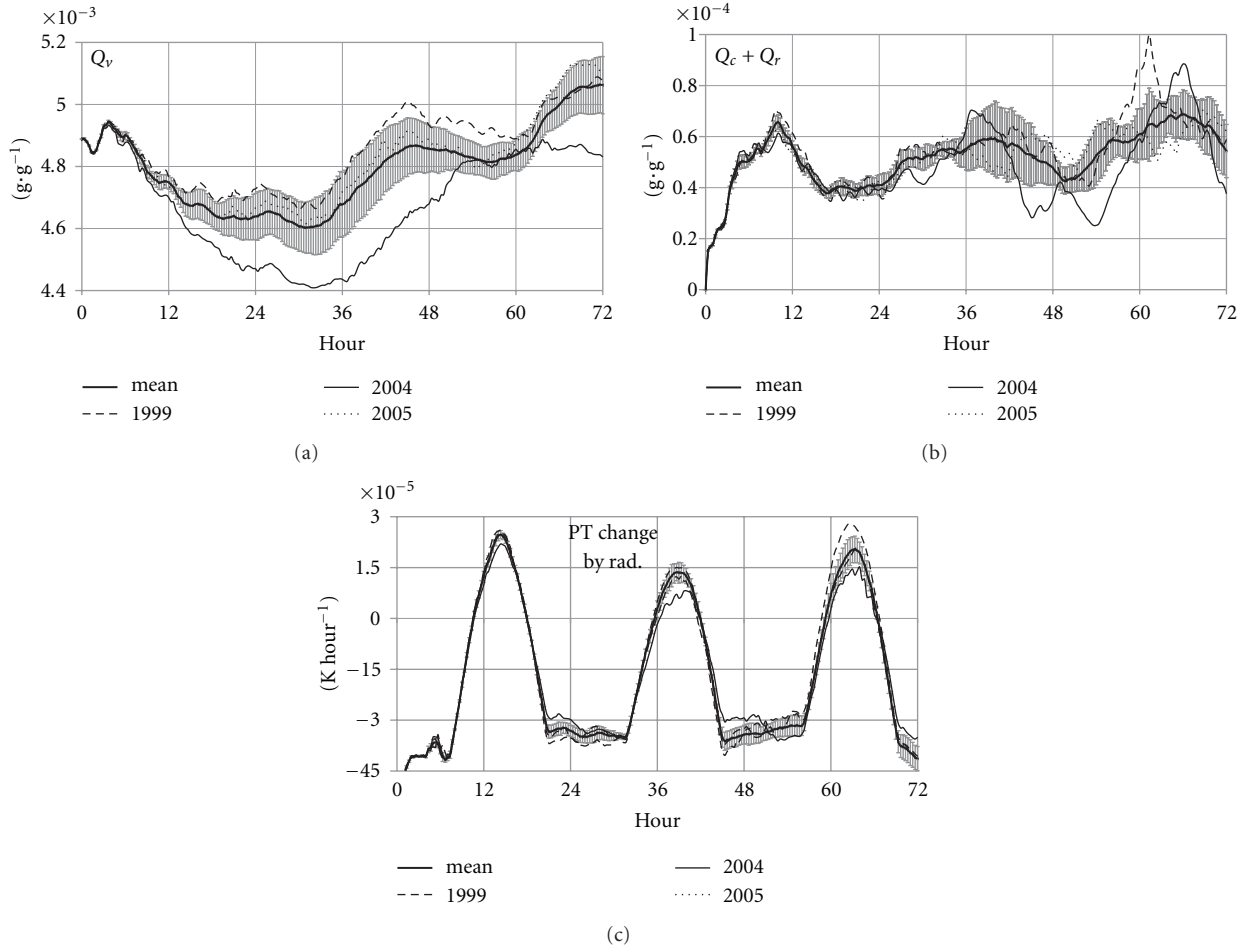 ×10⁻³
5.2
5
4.8
4.6
4.4
(g·g⁻¹)
Qᵥ
0 12 24 36 48 60 72
Hour
mean 2004
1999 2005
(a)
×10⁻⁴
1
0.8
0.6
0.4
0.2
0
(g·g⁻¹)
Q_c + Q_r
0 12 24 36 48 60 72
Hour
mean 2004
1999 2005
(b)
×10⁻⁵
3
1.5
0
−15
−3
−45
(K hour⁻¹)
PT change
by rad.
0 12 24 36 48 60 72
Hour
mean 2004
1999 2005
(c)